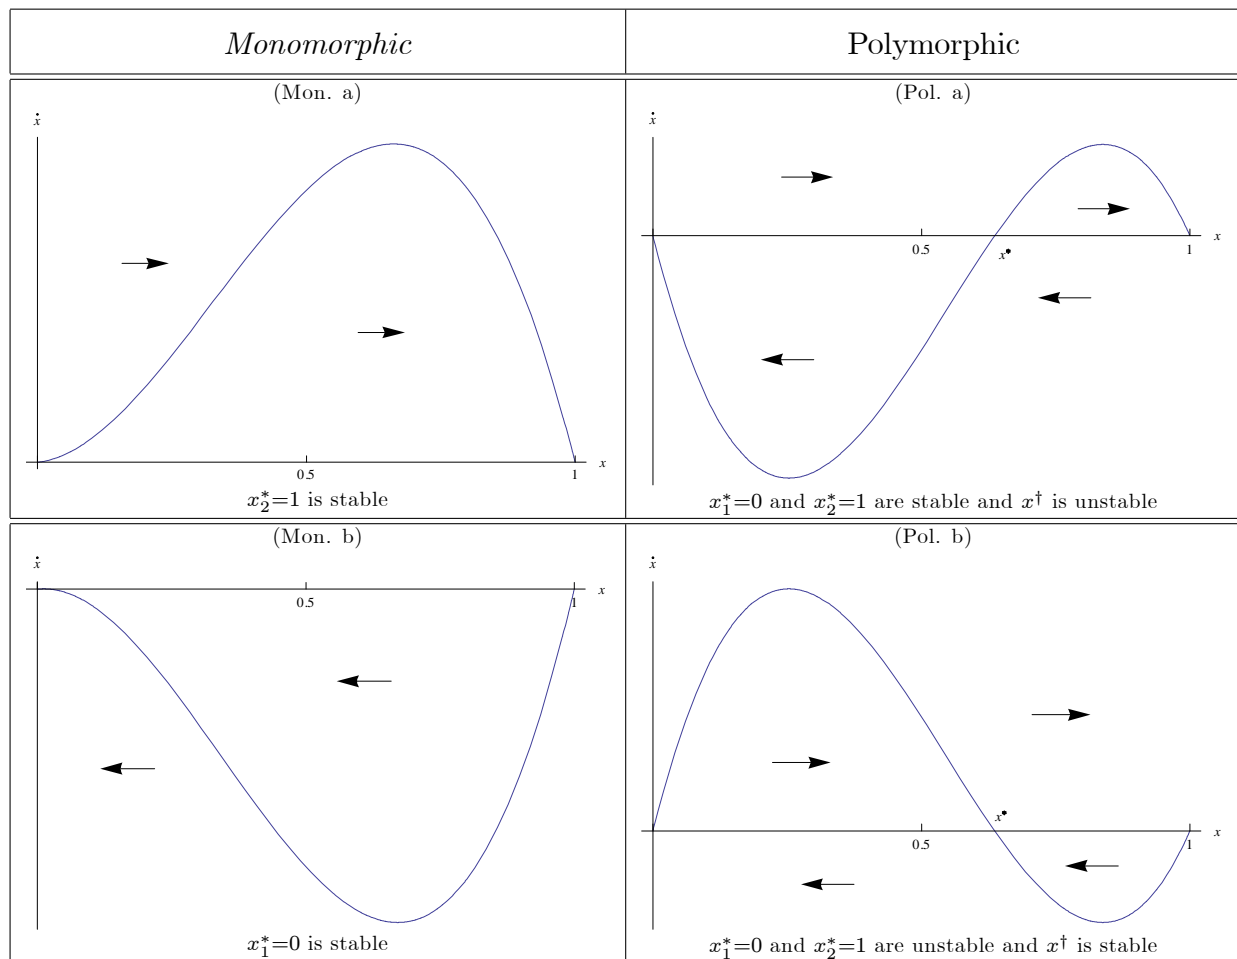 Monomorphic
Polymorphic
(Mon. a)
ẋ
0.5
1
x
x₂*=1 is stable
(Pol. a)
ẋ
0.5
x*
1
x
x₁*=0 and x₂*=1 are stable and x† is unstable
(Mon. b)
ẋ
0.5
1
x
x₁*=0 is stable
(Pol. b)
ẋ
x*
0.5
1
x
x₁*=0 and x₂*=1 are unstable and x† is stable